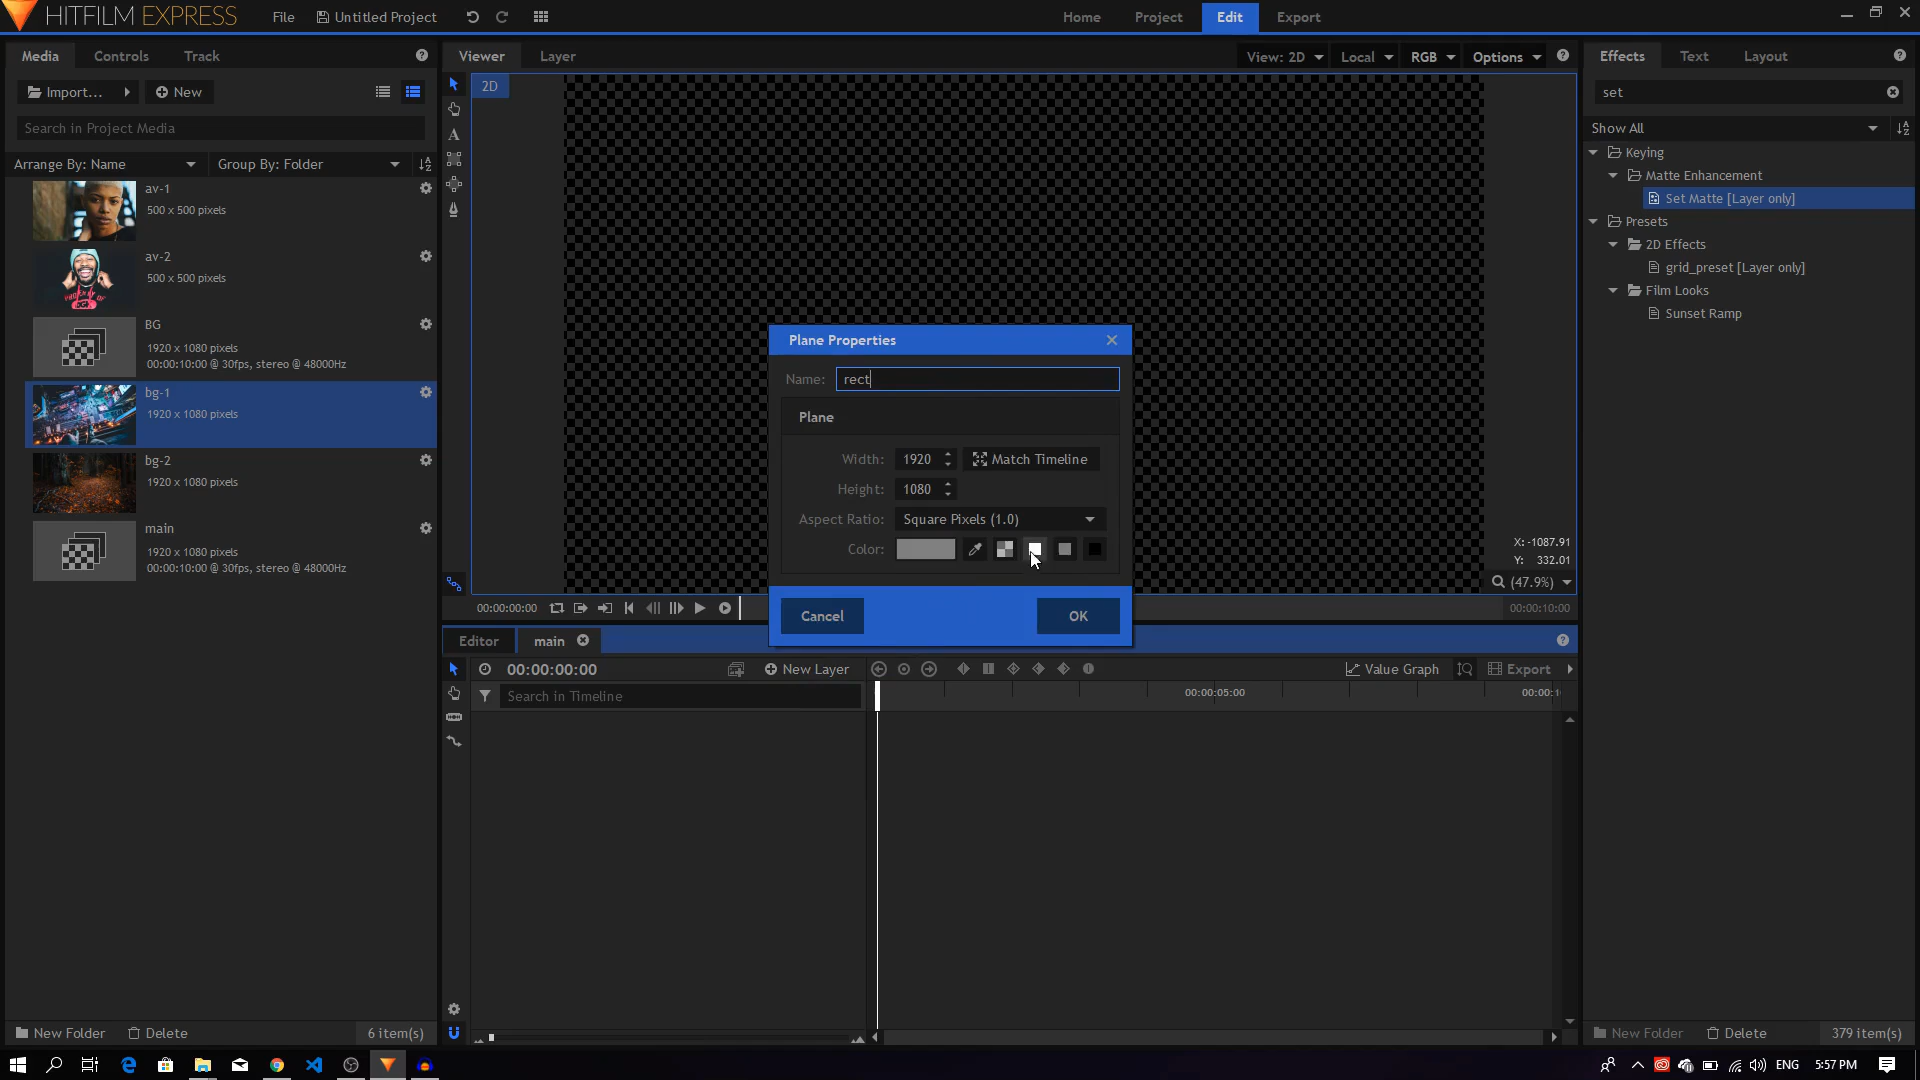 HITFILM EXPRESS
File
Untitled Project
Home
Project
Edit
Export
Media
Controls
Track
Import...
New
Search in Project Media
Arrange By: Name
Group By: Folder
av-1
500 x 500 pixels
av-2
500 x 500 pixels
BG
1920 x 1080 pixels
00:00:10:00 @ 30fps, stereo @ 48000Hz
bg-1
1920 x 1080 pixels
bg-2
1920 x 1080 pixels
main
1920 x 1080 pixels
00:00:10:00 @ 30fps, stereo @ 48000Hz
New Folder
Delete
6 item(s)
Viewer
Layer
View: 2D
Local
RGB
Options
2D
X: -1087.91
Y: 332.01
(47.9%)
00:00:00:00
00:00:10:00
Plane Properties
Name: rect
Plane
Width: 1920
Match Timeline
Height: 1080
Aspect Ratio: Square Pixels (1.0)
Color:
Cancel
OK
Editor
main
00:00:00:00
New Layer
Value Graph
Export
Search in Timeline
00:00:05:00
00:00:1
Effects
Text
Layout
set
Show All
Keying
Matte Enhancement
Set Matte [Layer only]
Presets
2D Effects
grid_preset [Layer only]
Film Looks
Sunset Ramp
New Folder
Delete
379 item(s)
ENG
5:57 PM